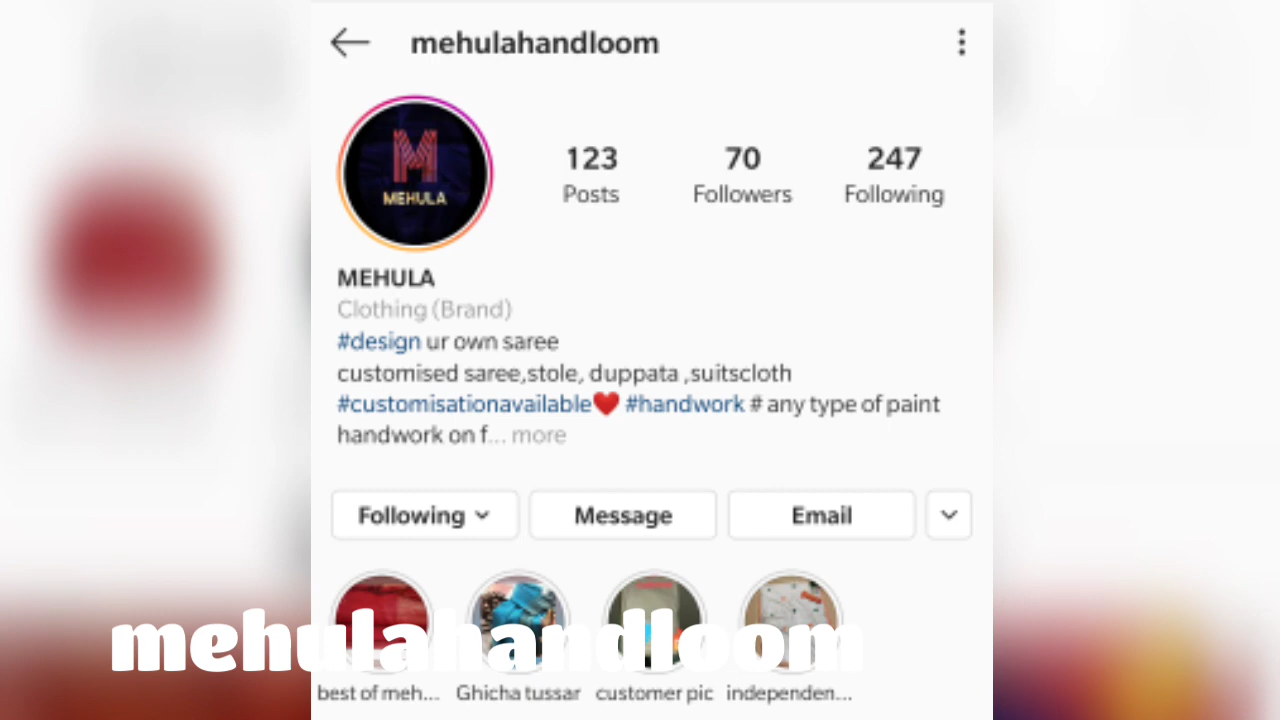 mehulahandloom
M
MEHULA
123
Posts
70
Followers
247
Following
MEHULA
Clothing (Brand)
#design ur own saree
customised saree,stole, duppata ,suitscloth
#customisationavailable❤️ #handwork # any type of paint
handwork on f... more
Following
Message
Email
mehulahandloom
best of meh...
Ghicha tussar
customer pic
independen...